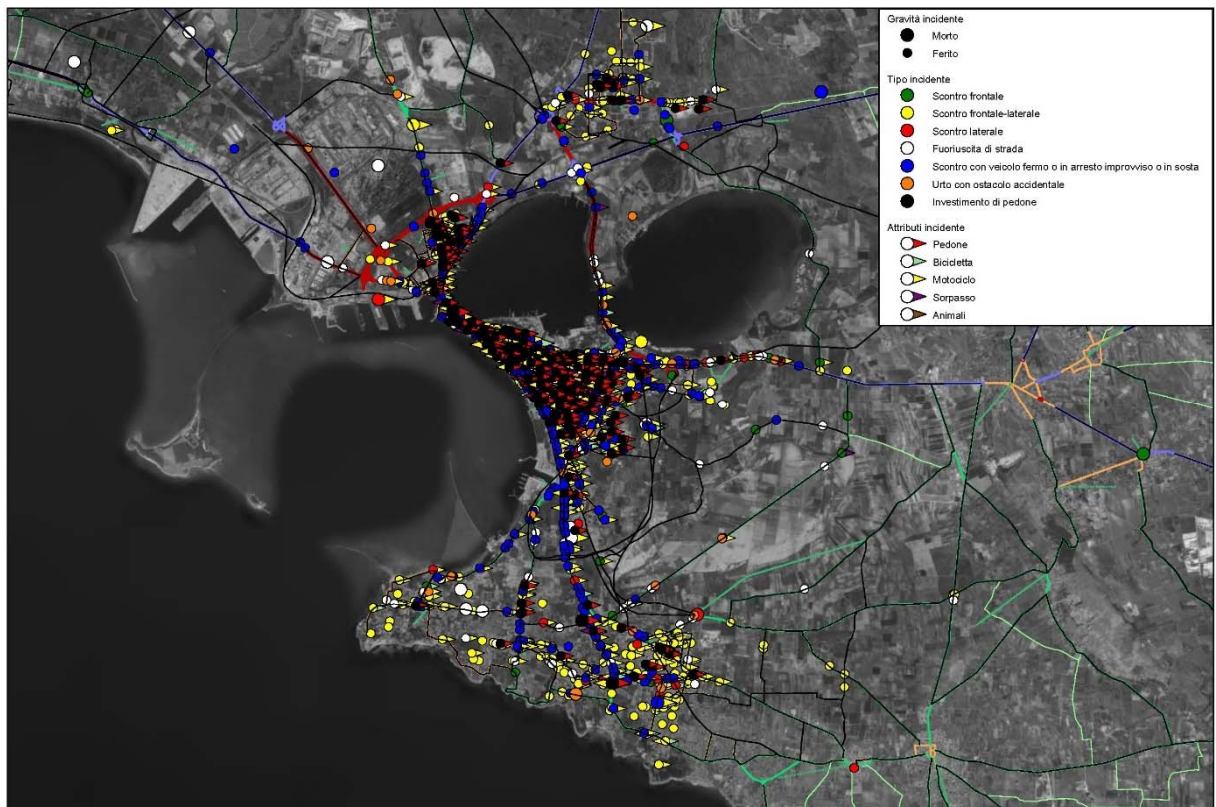 Gravità incidente
Morto
Ferito
Tipo incidente
Scontro frontale
Scontro frontale-laterale
Scontro laterale
Fuoriuscita di strada
Scontro con veicolo fermo o in arresto improvviso o in sosta
Urto con ostacolo accidentale
Investimento di pedone
Attributi incidente
Pedone
Bicicletta
Motociclo
Sorpasso
Animali